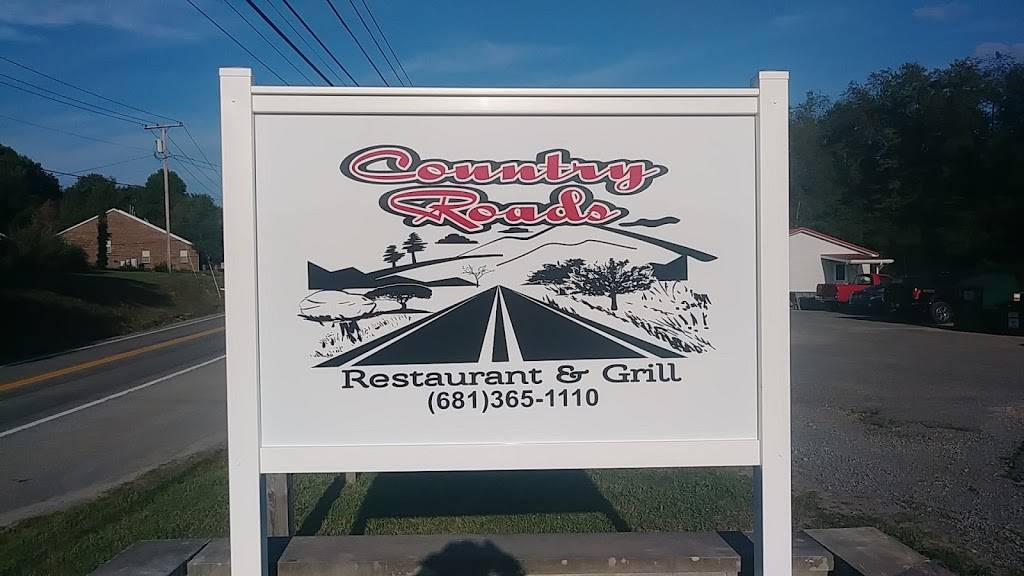 Country
Roads
Restaurant & Grill
(681)365-1110